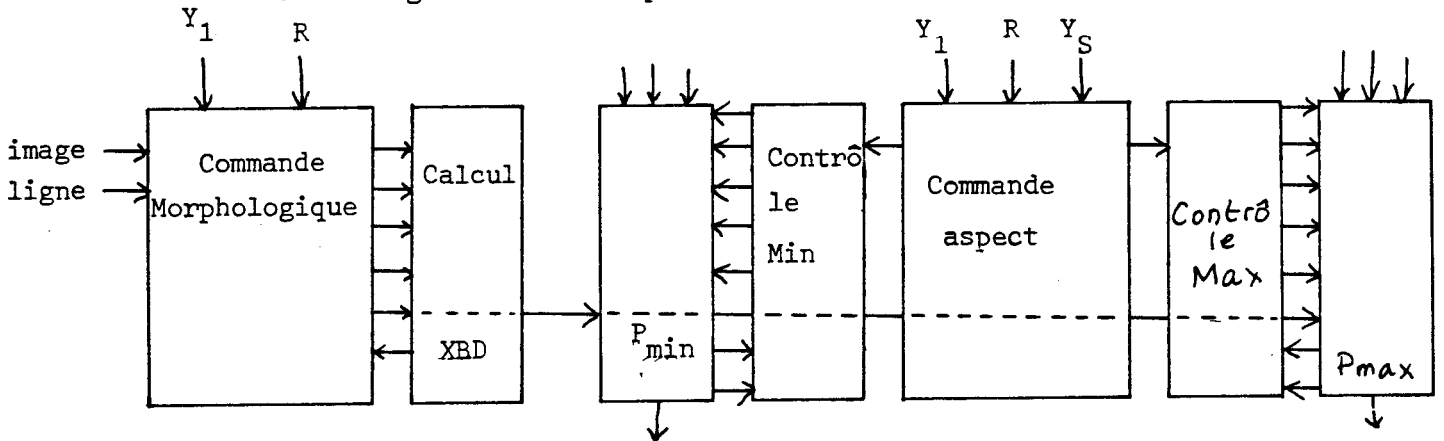 Y1 R
Y1 R YS
image
ligne
Commande
Morphologique
Calcul
XBD
Pmin
Contrô
le
Min
Commande
aspect
Contrô
le
Max
Pmax